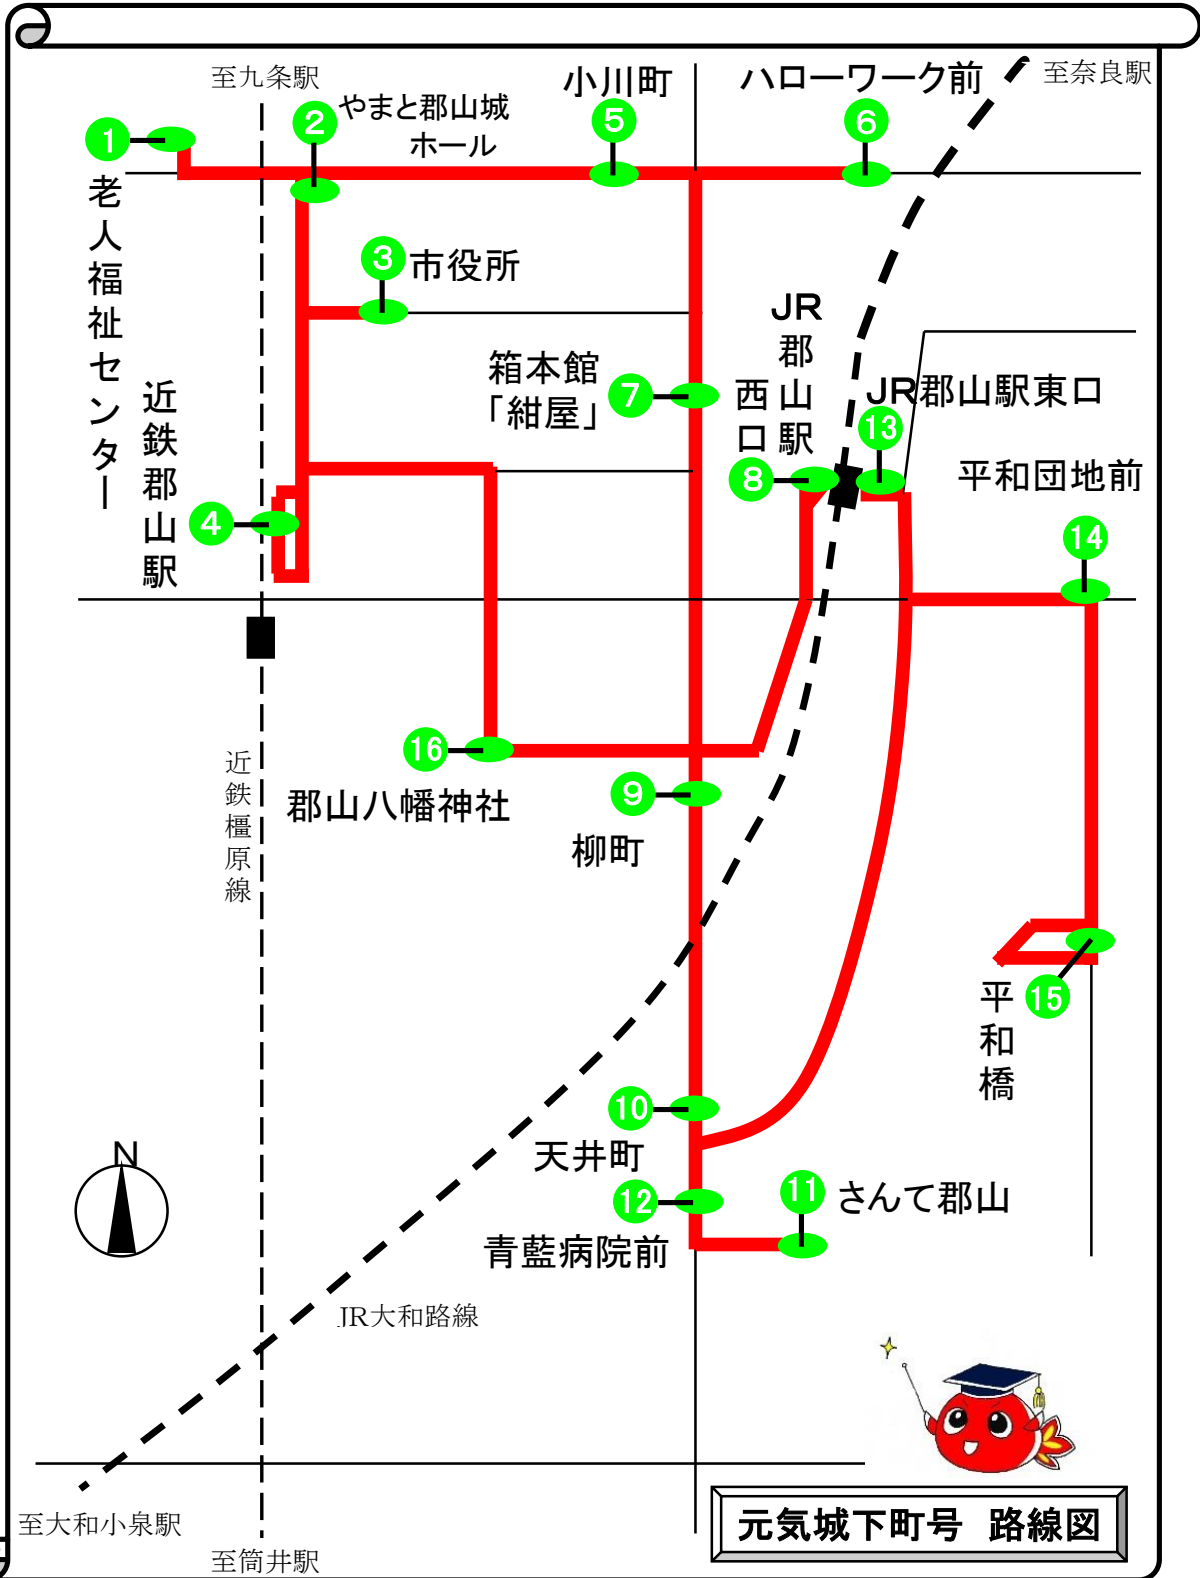 至九条駅
小川町
ハローワーク前
至奈良駅
やまと郡山城
ホール
1
2
5
6
老人福祉センター
3
市役所
JR
郡山駅
西口
箱本館
「紺屋」
7
JR郡山駅東口
13
近鉄郡山駅
8
平和団地前
4
14
16
郡山八幡神社
近鉄橿原線
9
柳町
15
平和橋
10
天井町
N
12
11
さんて郡山
青藍病院前
JR大和路線
至大和小泉駅
元気城下町号 路線図
至筒井駅